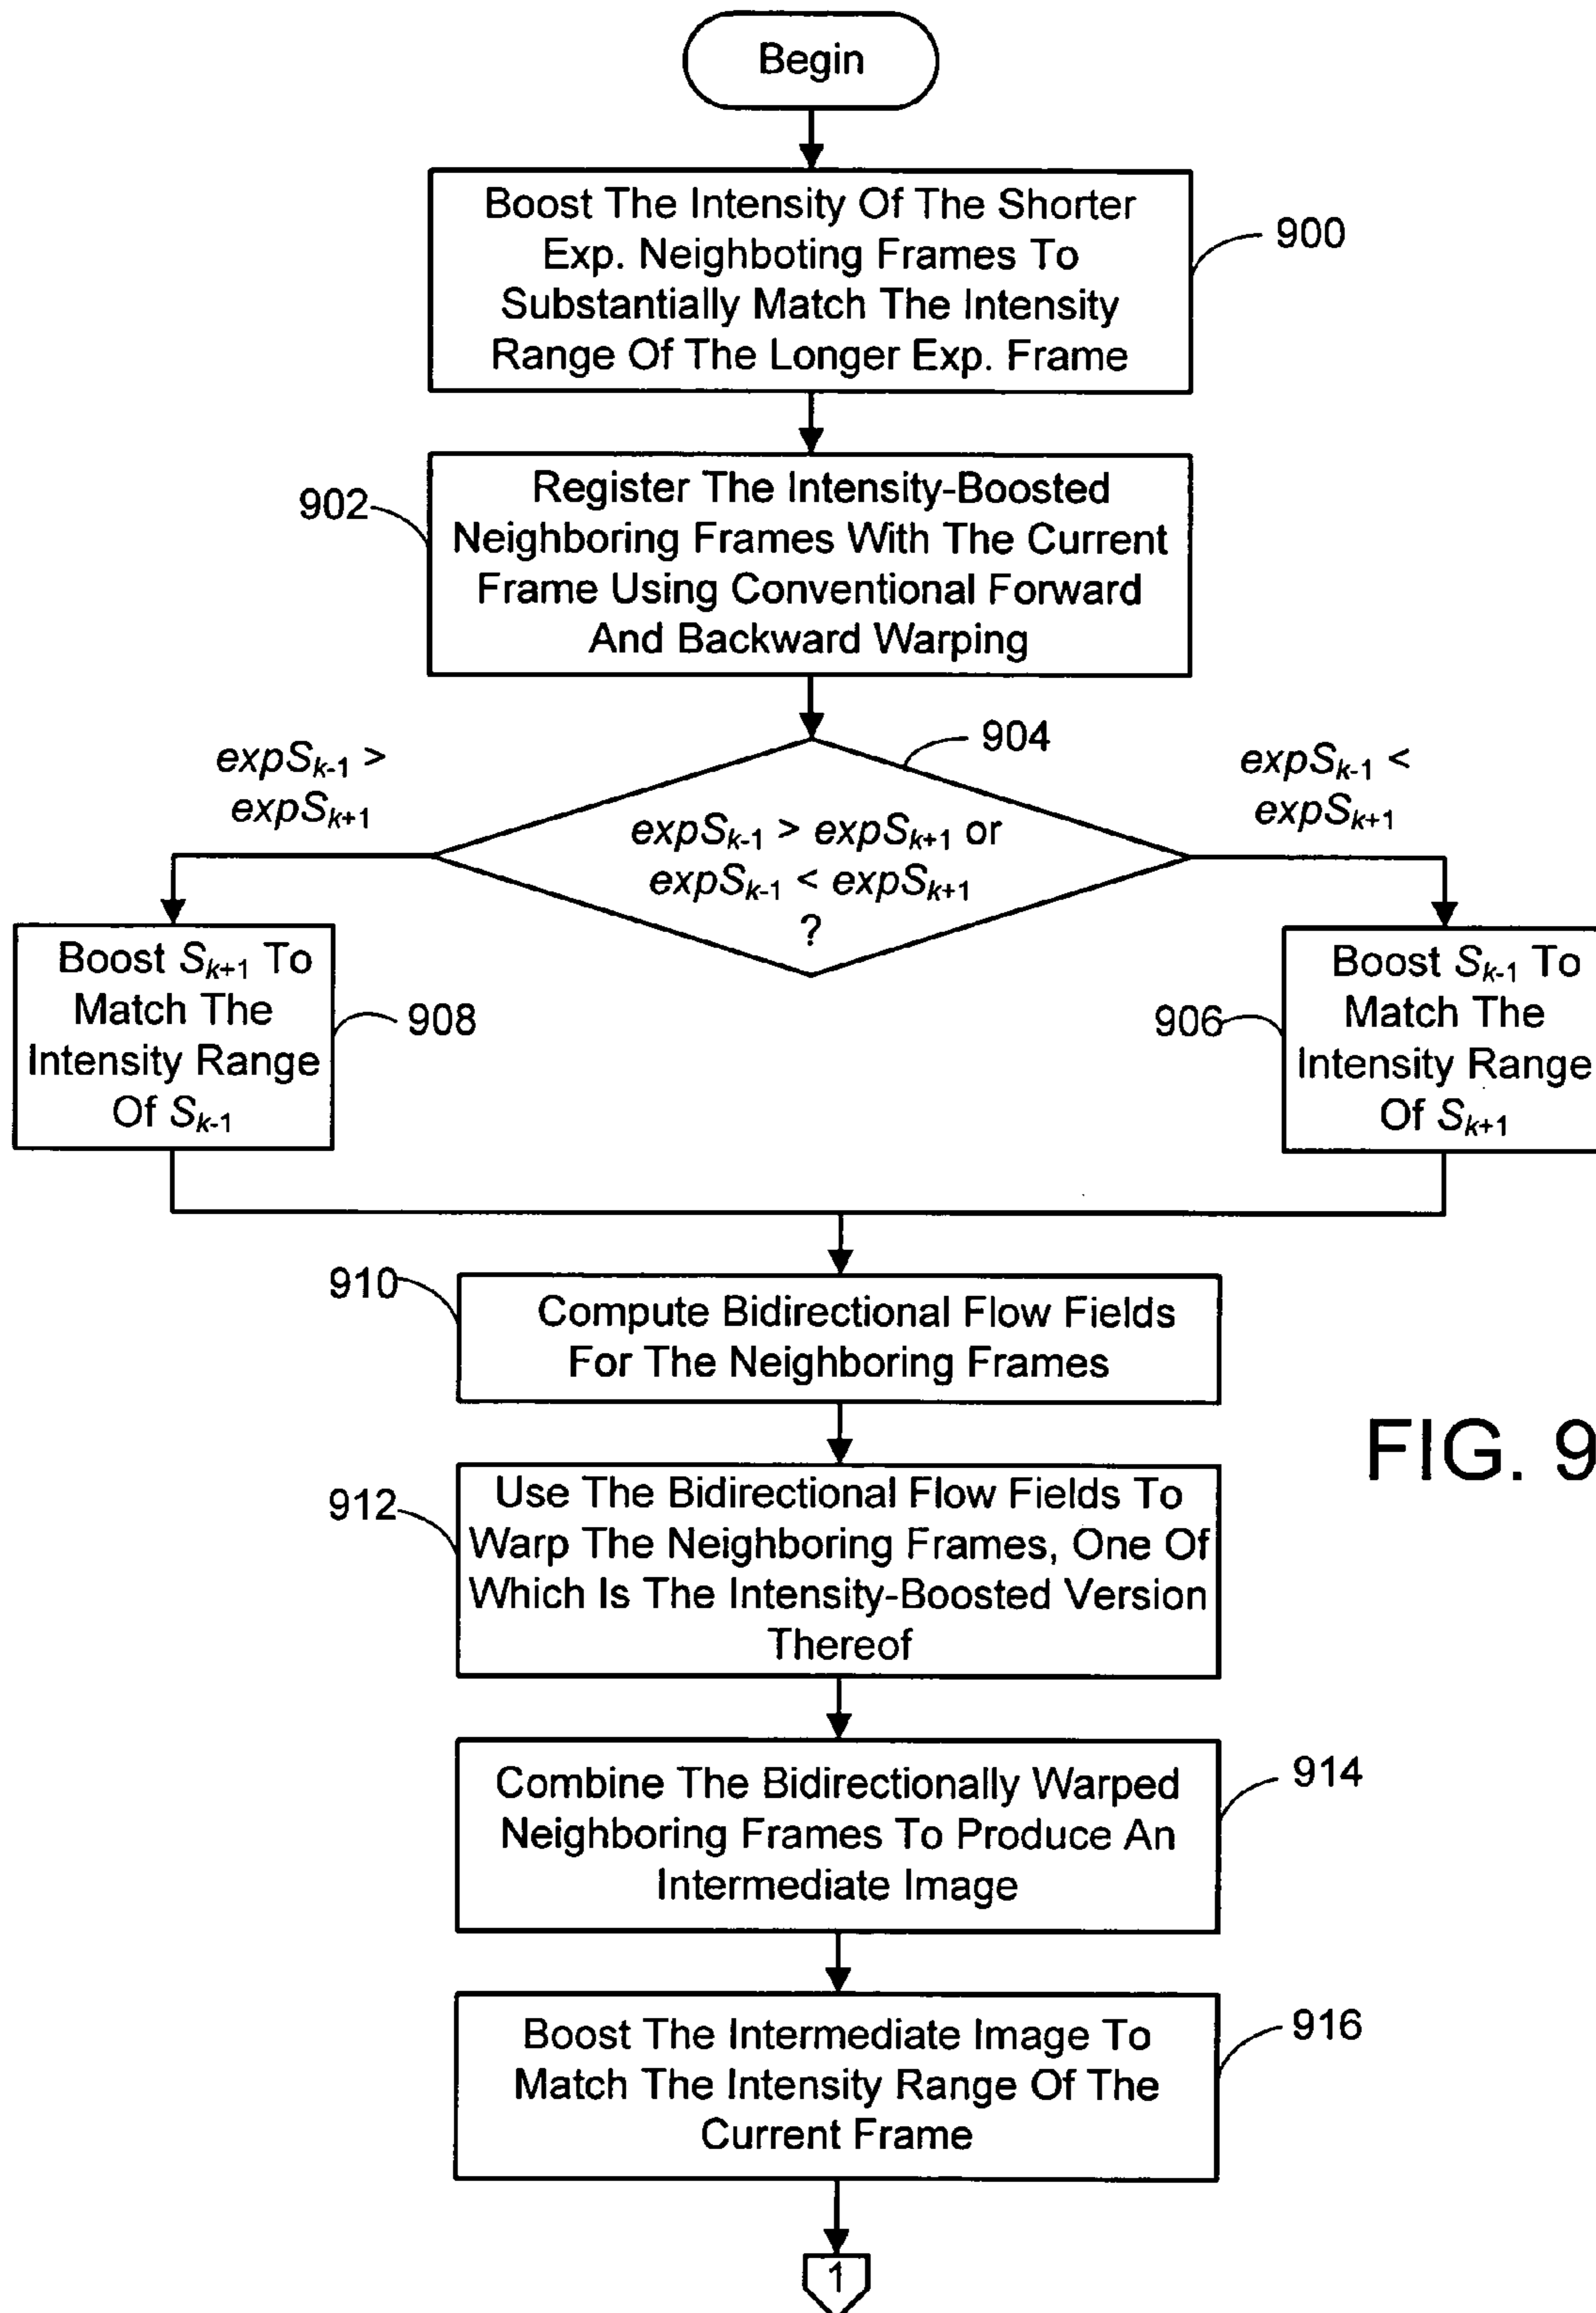 Begin
Boost The Intensity Of The Shorter
Exp. Neighboting Frames To
Substantially Match The Intensity
Range Of The Longer Exp. Frame
900
902
Register The Intensity-Boosted
Neighboring Frames With The Current
Frame Using Conventional Forward
And Backward Warping
904
expSk-1 >
expSk+1
expSk-1 > expSk+1 or
expSk-1 < expSk+1
?
expSk-1 <
expSk+1
Boost Sk+1 To
Match The
Intensity Range
Of Sk-1
908
906
Boost Sk-1 To
Match The
Intensity Range
Of Sk+1
910
Compute Bidirectional Flow Fields
For The Neighboring Frames
FIG. 9
912
Use The Bidirectional Flow Fields To
Warp The Neighboring Frames, One Of
Which Is The Intensity-Boosted Version
Thereof
Combine The Bidirectionally Warped
Neighboring Frames To Produce An
Intermediate Image
914
Boost The Intermediate Image To
Match The Intensity Range Of The
Current Frame
916
1